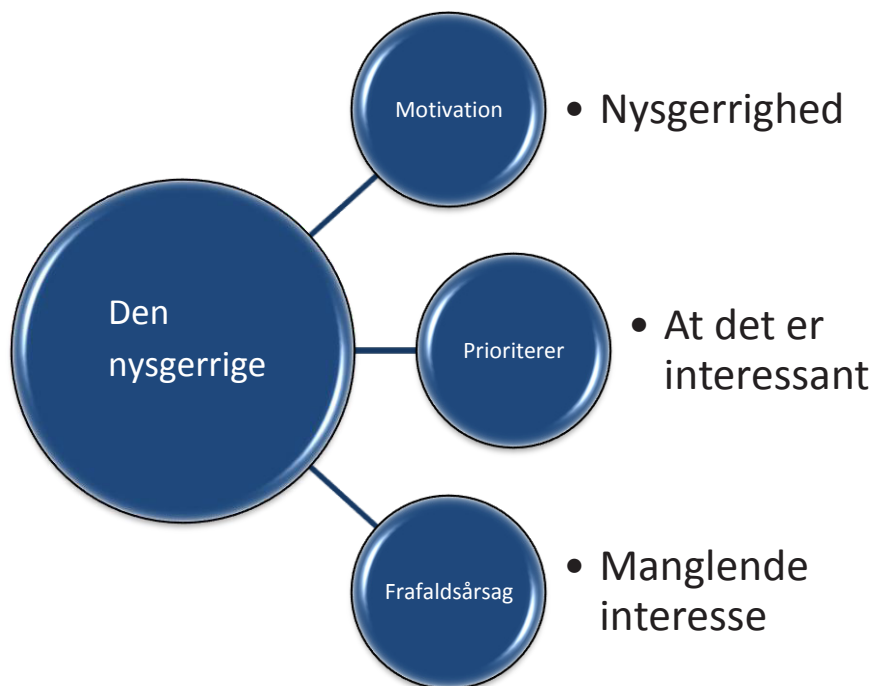 Den
nysgerrige
Motivation
• Nysgerrighed
Prioriterer
• At det er
interessant
Frafaldsårsag
• Manglende
interesse